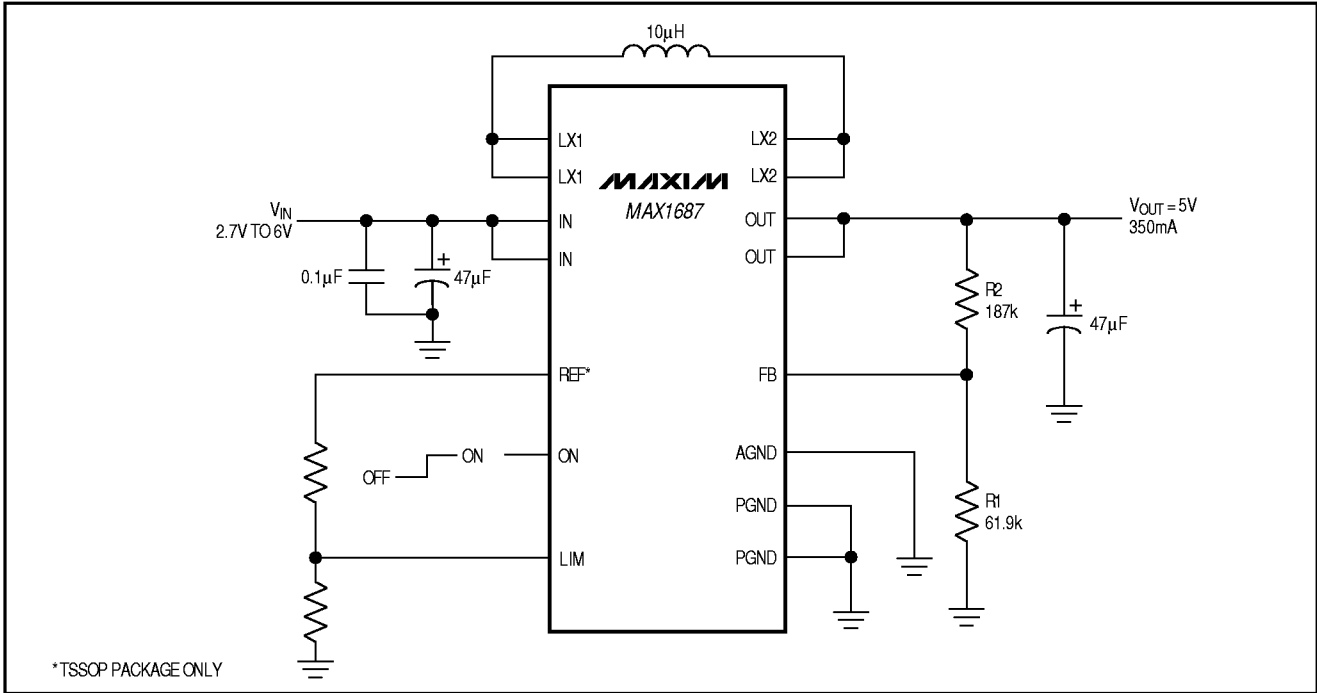 10µH
LX1
LX2
LX1
LX2
MAXIM
MAX1687
VIN
2.7V TO 6V
IN
OUT
VOUT = 5V
350mA
IN
OUT
0.1µF
+
47µF
R2
187k
+
47µF
REF*
FB
OFF
ON
ON
AGND
PGND
R1
61.9k
LIM
PGND
*TSSOP PACKAGE ONLY